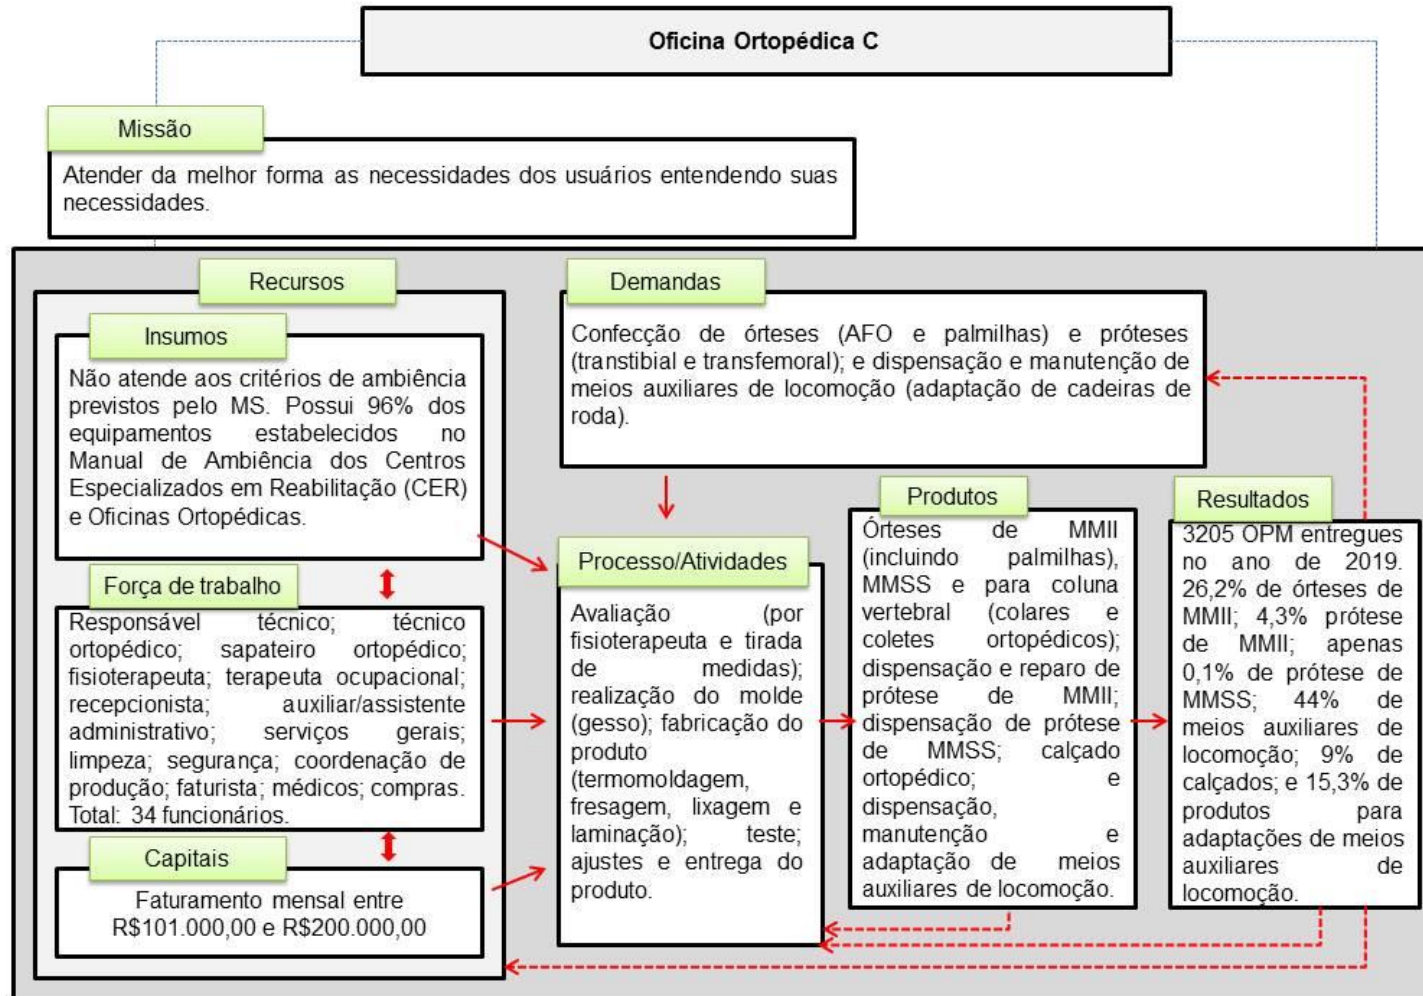 Oficina Ortopédica C
Missão
Atender da melhor forma as necessidades dos usuários entendendo suas
necessidades.
Recursos
Insumos
Não atende aos critérios de ambiência
previstos pelo MS. Possui 96% dos
equipamentos estabelecidos no
Manual de Ambiência dos Centros
Especializados em Reabilitação (CER)
e Oficinas Ortopédicas.
Força de trabalho
Responsável técnico; técnico
ortopédico; sapateiro ortopédico;
fisioterapeuta; terapeuta ocupacional;
recepcionista; auxiliar/assistente
administrativo; serviços gerais;
limpeza; segurança; coordenação de
produção; faturista; médicos; compras.
Total: 34 funcionários.
Capitais
Faturamento mensal entre
R$101.000,00 e R$200.000,00
Demandas
Confecção de órteses (AFO e palmilhas) e próteses
(transtibial e transfemoral); e dispensação e manutenção de
meios auxiliares de locomoção (adaptação de cadeiras de
roda).
Processo/Atividades
Avaliação (por
fisioterapeuta e tirada
de medidas);
realização do molde
(gesso); fabricação do
produto
(termomoldagem,
fresagem, lixagem e
laminação); teste;
ajustes e entrega do
produto.
Produtos
Órteses de MMII
(incluindo palmilhas),
MMSS e para coluna
vertebral (colares e
coletes ortopédicos);
dispensação e reparo de
prótese de MMII;
dispensação de prótese
de MMSS; calçado
ortopédico; e
dispensação,
manutenção e
adaptação de meios
auxiliares de locomoção.
Resultados
3205 OPM entregues
no ano de 2019.
26,2% de órteses de
MMII; 4,3% prótese
de MMII; apenas
0,1% de prótese de
MMSS; 44% de
meios auxiliares de
locomoção; 9% de
calçados; e 15,3% de
produtos para
adaptações de meios
auxiliares de
locomoção.